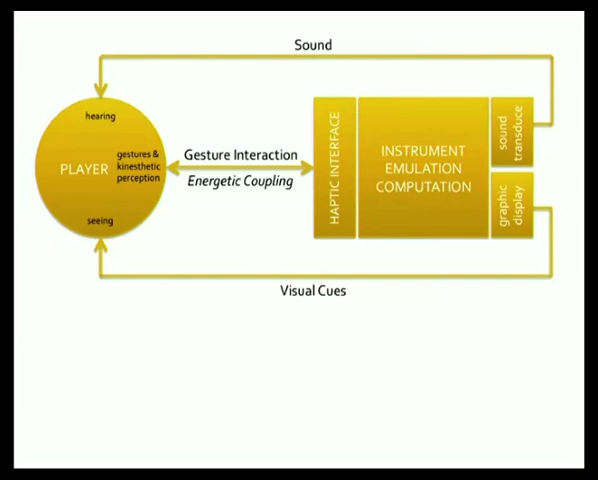 Sound
hearing
PLAYER
gestures &
kinesthetic
perception
seeing
Gesture Interaction
Energetic Coupling
HAPTIC INTERFACE
INSTRUMENT
EMULATION
COMPUTATION
sound
transduce
graphic
display
Visual Cues